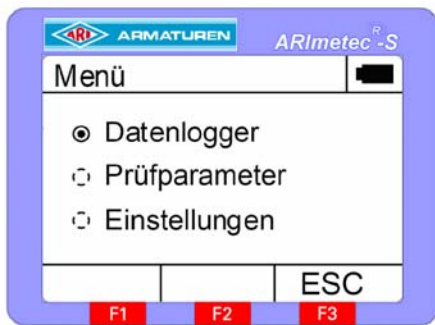 ARI ARMATUREN
ARImetec®-S
Menü
Datenlogger
Prüfparameter
Einstellungen
ESC
F1 F2 F3